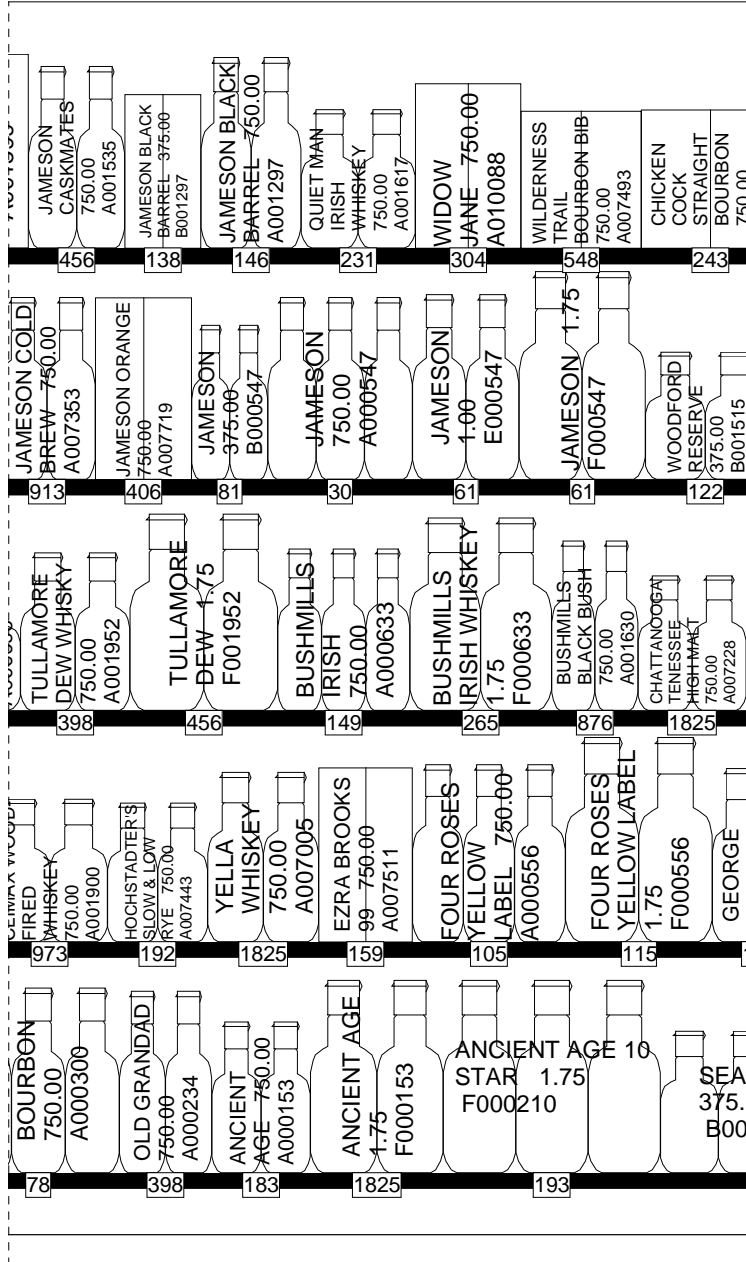 JAMESON
CASKMATES
750.00
A001535
JAMESON BLACK
BARREL 375.00
B001297
JAMESON BLACK
BARREL 750.00
A001297
QUIET MAN
IRISH
WHISKEY
750.00
A001617
WIDOW
JANE 750.00
A010088
WILDERNESS
TRAIL
BOURBON BIB
750.00
A007493
CHICKEN
COCK
STRAIGHT
BOURBON
750.00
456
138
146
231
304
548
243
JAMESON COLD
BREW 750.00
A007353
JAMESON ORANGE
750.00
A007719
JAMESON
375.00
B000547
JAMESON
750.00
A000547
JAMESON
1.00
E000547
JAMESON 1.75
F000547
WOODFORD
RESERVE
375.00
B001515
913
406
81
30
61
61
122
TULLAMORE
DEW WHISKY
750.00
A001952
TULLAMORE
DEW 1.75
F001952
BUSHMILLS
IRISH
750.00
A000633
BUSHMILLS
IRISH WHISKEY
1.75
F000633
BUSHMILLS
BLACK BUSH
750.00
A001630
CHATTANOOGA
TENESSEE
HIGH MALT
750.00
A007228
398
456
149
265
876
1825
CLIMAX WOOD
FIRED
WHISKEY
750.00
A001900
HOCHSTADTER'S
SLOW & LOW
RYE 750.00
A007443
YELLA
WHISKEY
750.00
A007005
EZRA BROOKS
99 750.00
A007511
FOUR ROSES
YELLOW
LABEL 750.00
A000556
FOUR ROSES
YELLOW LABEL
1.75
F000556
GEORGE
973
192
1825
159
105
115
BOURBON
750.00
A000300
OLD GRANDAD
750.00
A000234
ANCIENT
AGE 750.00
A000153
ANCIENT AGE
1.75
F000153
ANCIENT AGE 10
STAR 1.75
F000210
SEA
375.
B00
78
398
183
1825
193